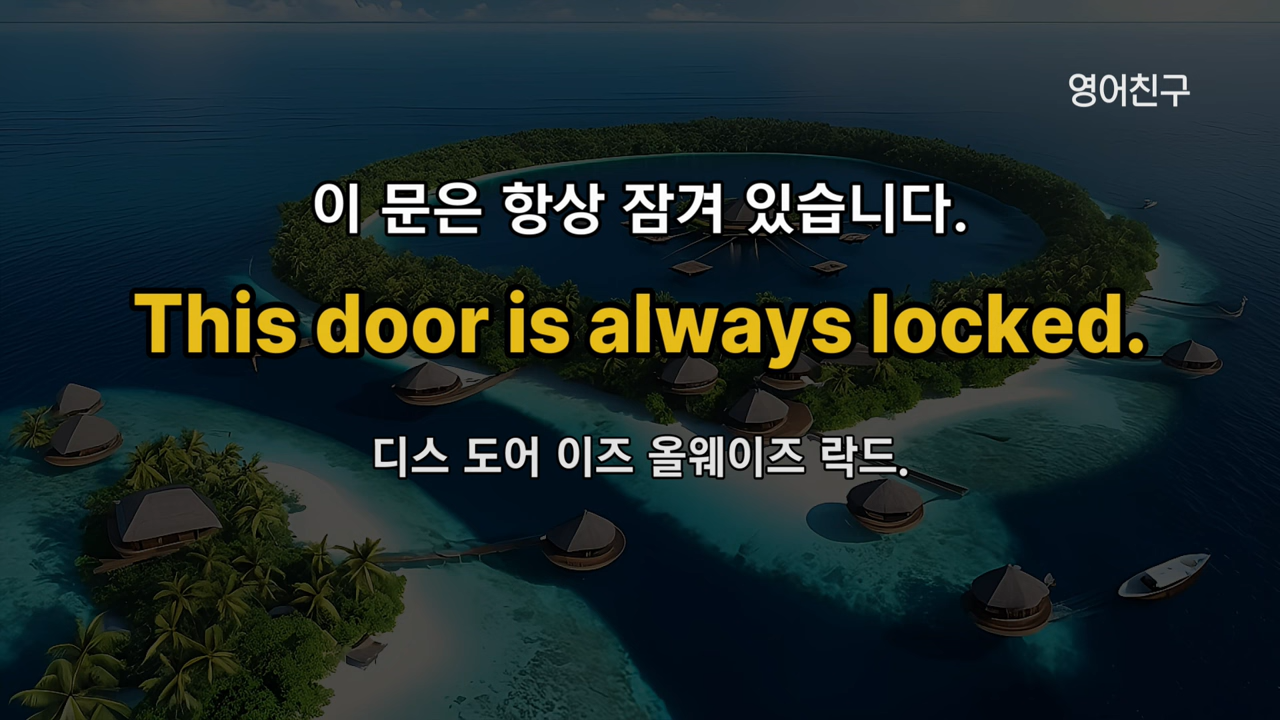 영어친구
이 문은 항상 잠겨 있습니다.
This door is always locked.
디스 도어 이즈 올웨이즈 락드.